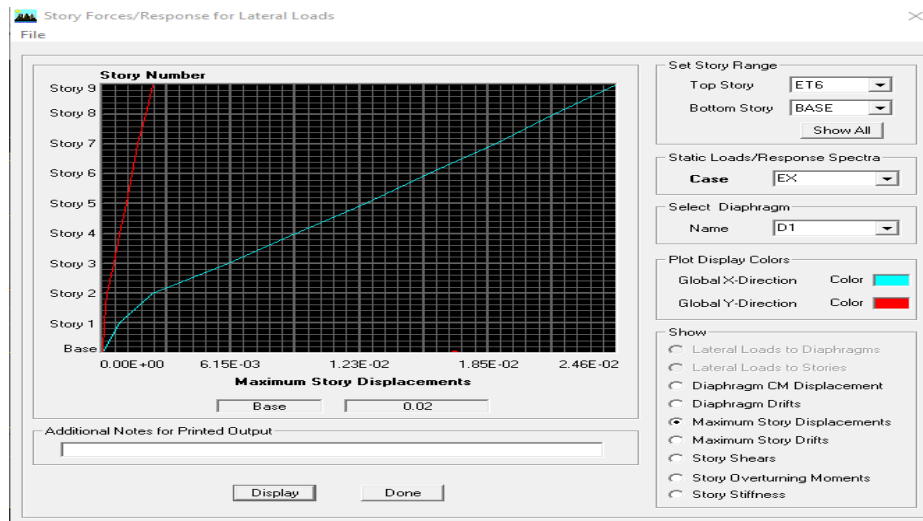 Story Forces/Response for Lateral Loads
File
Story Number
Story 9
Story 8
Story 7
Story 6
Story 5
Story 4
Story 3
Story 2
Story 1
Base
0.00E+00 6.15E-03 1.23E-02 1.85E-02 2.46E-02
Maximum Story Displacements
Base 0.02
Additional Notes for Printed Output
Display Done
Set Story Range
Top Story ET6
Bottom Story BASE
Show All
Static Loads/Response Spectra
Case EX
Select Diaphragm
Name D1
Plot Display Colors
Global X-Direction Color
Global Y-Direction Color
Show
Lateral Loads to Diaphragms
Lateral Loads to Stories
Diaphragm CM Displacement
Diaphragm Drifts
Maximum Story Displacements
Maximum Story Drifts
Story Shears
Story Overturning Moments
Story Stiffness